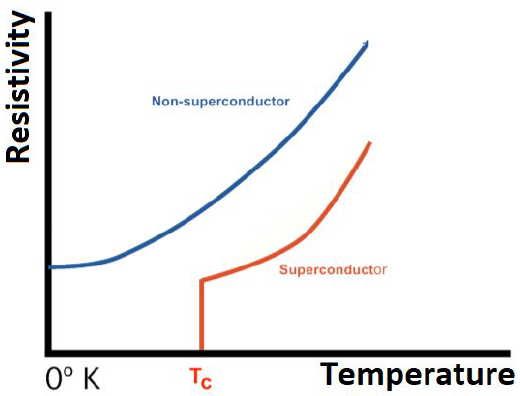 Resistivity
Non-superconductor
Superconductor
0° K
Tc
Temperature